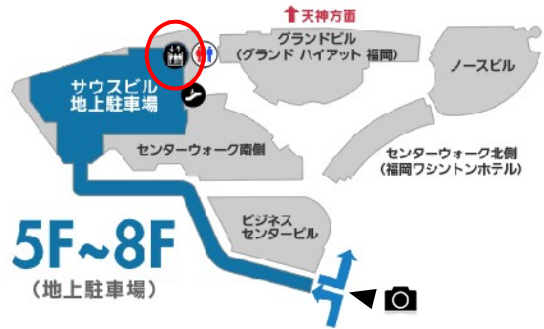 天神方面
グランドビル
(グランド ハイアット 福岡)
ノースビル
サウスビル
地上駐車場
センターウォーク南側
センターウォーク北側
(福岡ワシントンホテル)
ビジネス
センタービル
5F~8F
(地上駐車場)